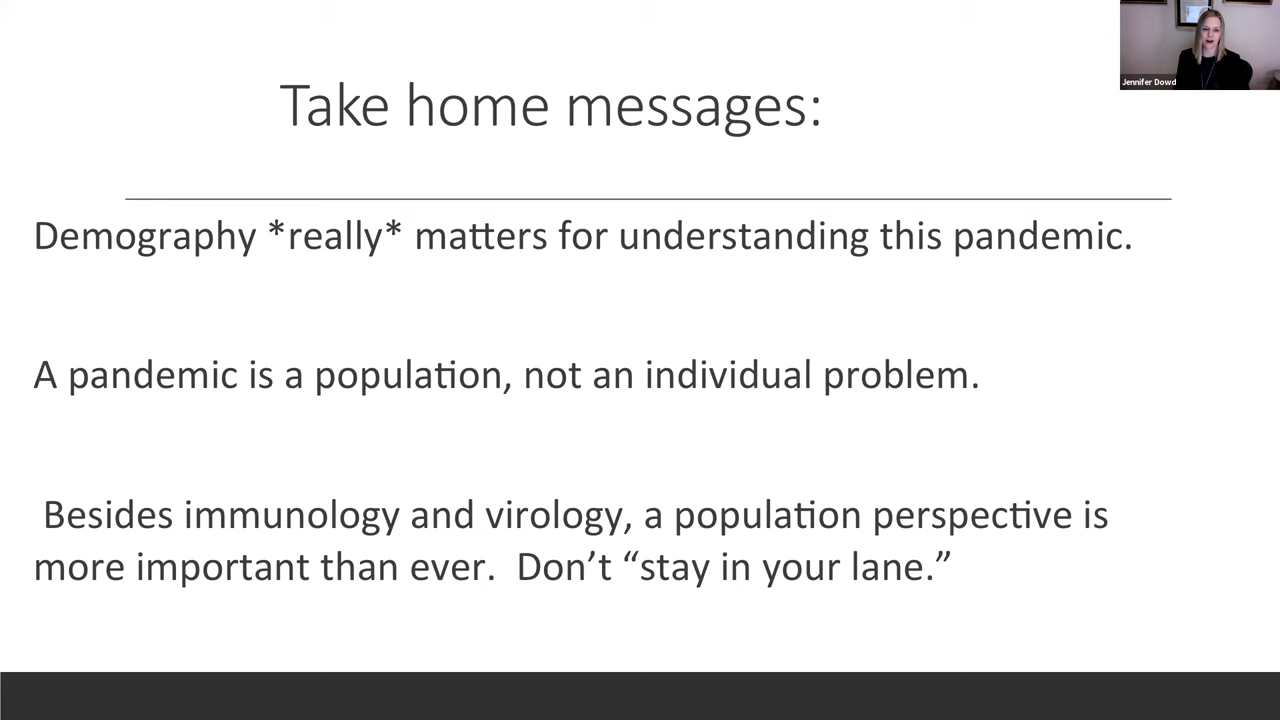 Jennifer Dowd
Take home messages:
Demography *really* matters for understanding this pandemic.
A pandemic is a population, not an individual problem.
Besides immunology and virology, a population perspective is
more important than ever.  Don’t “stay in your lane.”